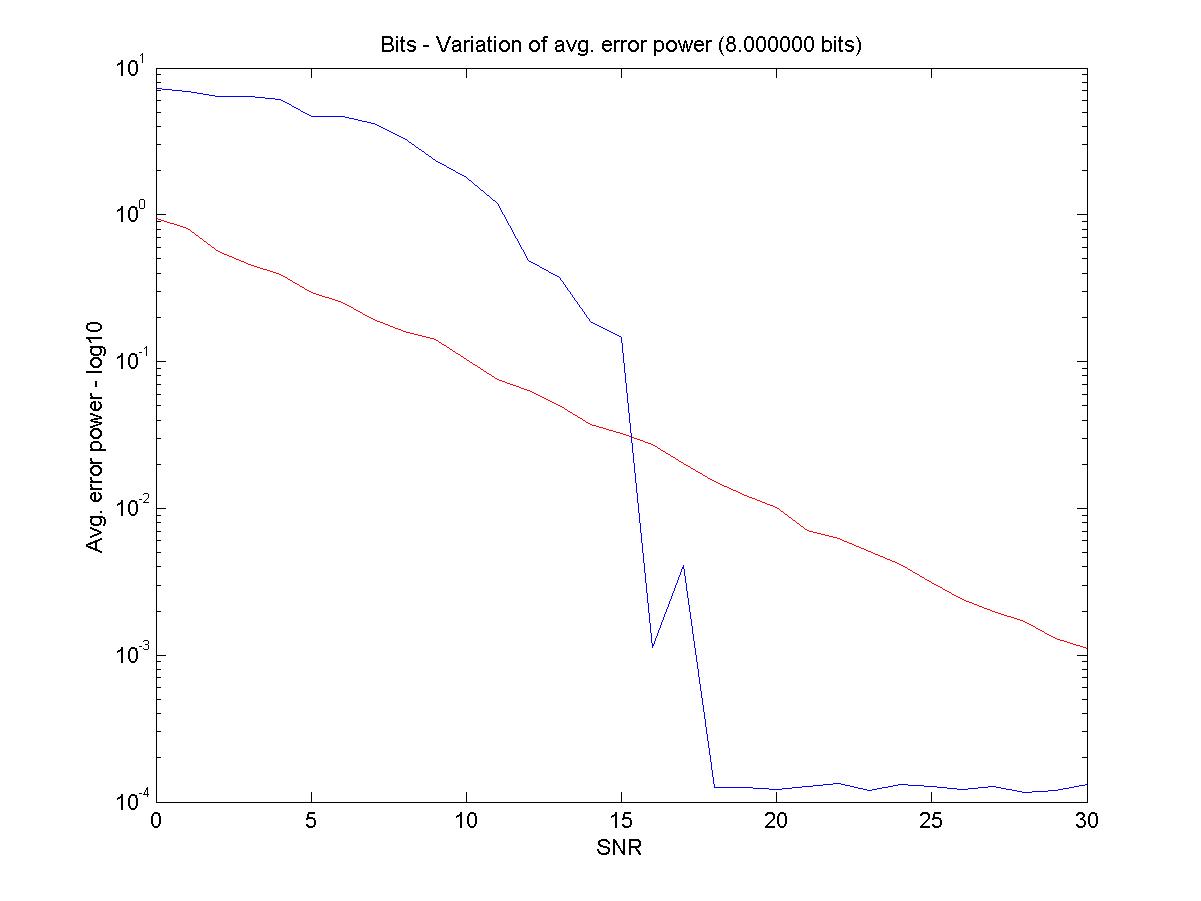 Bits - Variation of avg. error power (8.000000 bits)
10^1
10^0
10^-1
10^-2
10^-3
10^-4
Avg. error power - log10
0 5 10 15 20 25 30
SNR